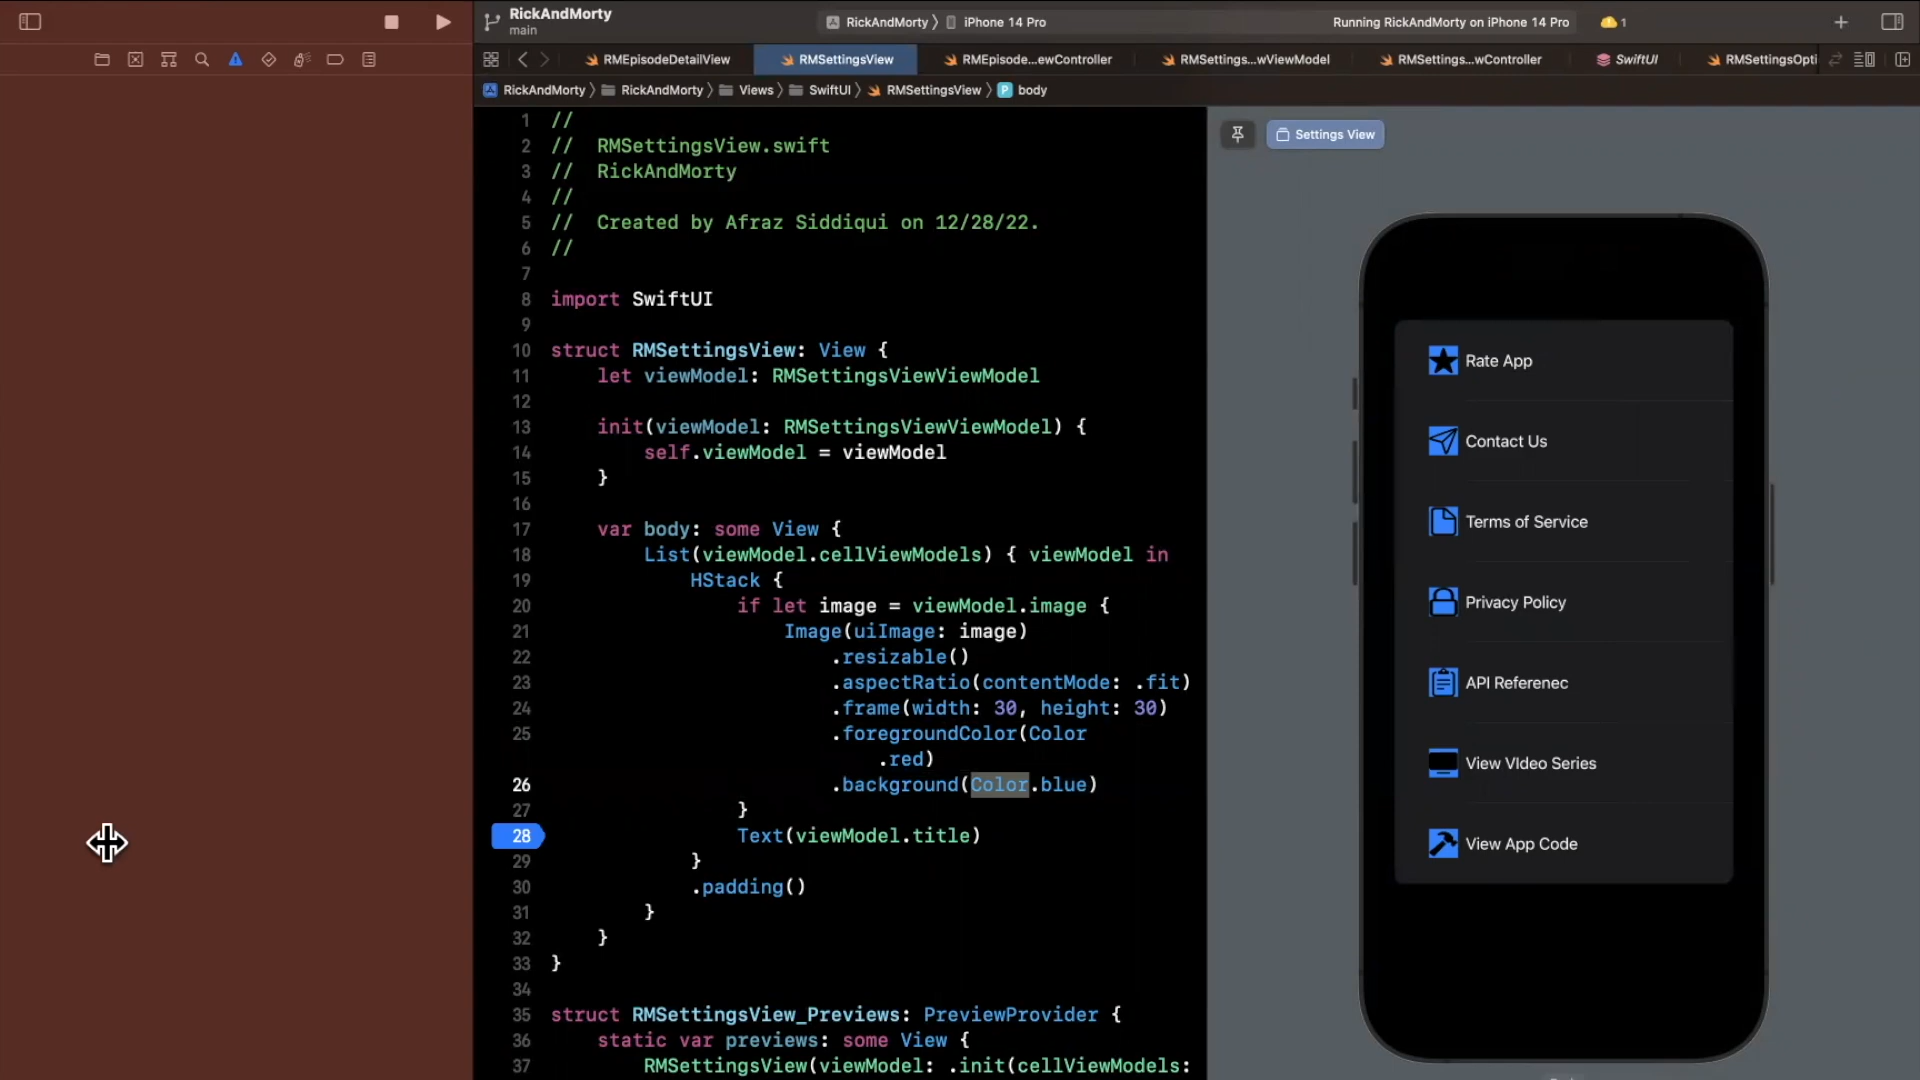 RickAndMorty
main
RickAndMorty
iPhone 14 Pro
Running RickAndMorty on iPhone 14 Pro
1
RMEpisodeDetailView
RMSettingsView
RMEpisode...ewController
RMSettings...wViewModel
RMSettings...wController
SwiftUI
RMSettingsOpti
RickAndMorty
RickAndMorty
Views
SwiftUI
RMSettingsView
P body
1 //
2 // RMSettingsView.swift
3 // RickAndMorty
4 //
5 // Created by Afraz Siddiqui on 12/28/22.
6 //
7
8 import SwiftUI
9
10 struct RMSettingsView: View {
11 let viewModel: RMSettingsViewViewModel
12
13 init(viewModel: RMSettingsViewViewModel) {
14 self.viewModel = viewModel
15 }
16
17 var body: some View {
18 List(viewModel.cellViewModels) { viewModel in
19 HStack {
20 if let image = viewModel.image {
21 Image(uiImage: image)
22 .resizable()
23 .aspectRatio(contentMode: .fit)
24 .frame(width: 30, height: 30)
25 .foregroundColor(Color
.red)
26 .background(Color.blue)
27 }
28 Text(viewModel.title)
29 }
30 .padding()
31 }
32 }
33 }
34
35 struct RMSettingsView_Previews: PreviewProvider {
36 static var previews: some View {
37 RMSettingsView(viewModel: .init(cellViewModels:
Settings View
Rate App
Contact Us
Terms of Service
Privacy Policy
API Referenec
View VIdeo Series
View App Code